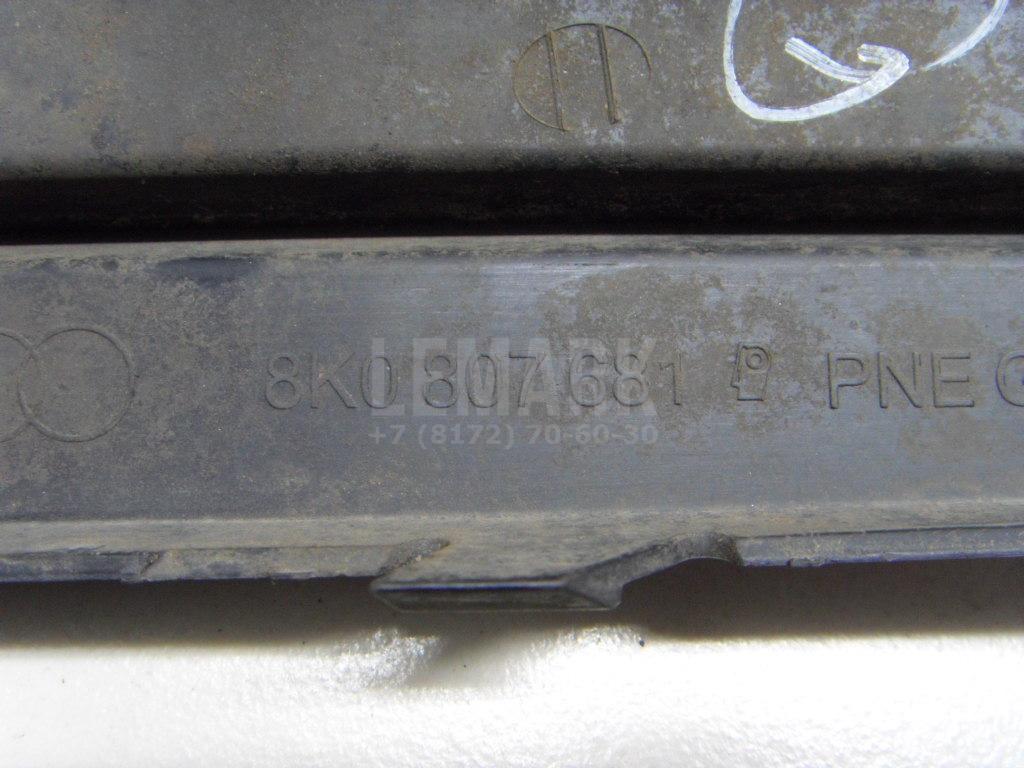 8K0 807 681 PNE G
LEMARK
+7 (8172) 70-60-30